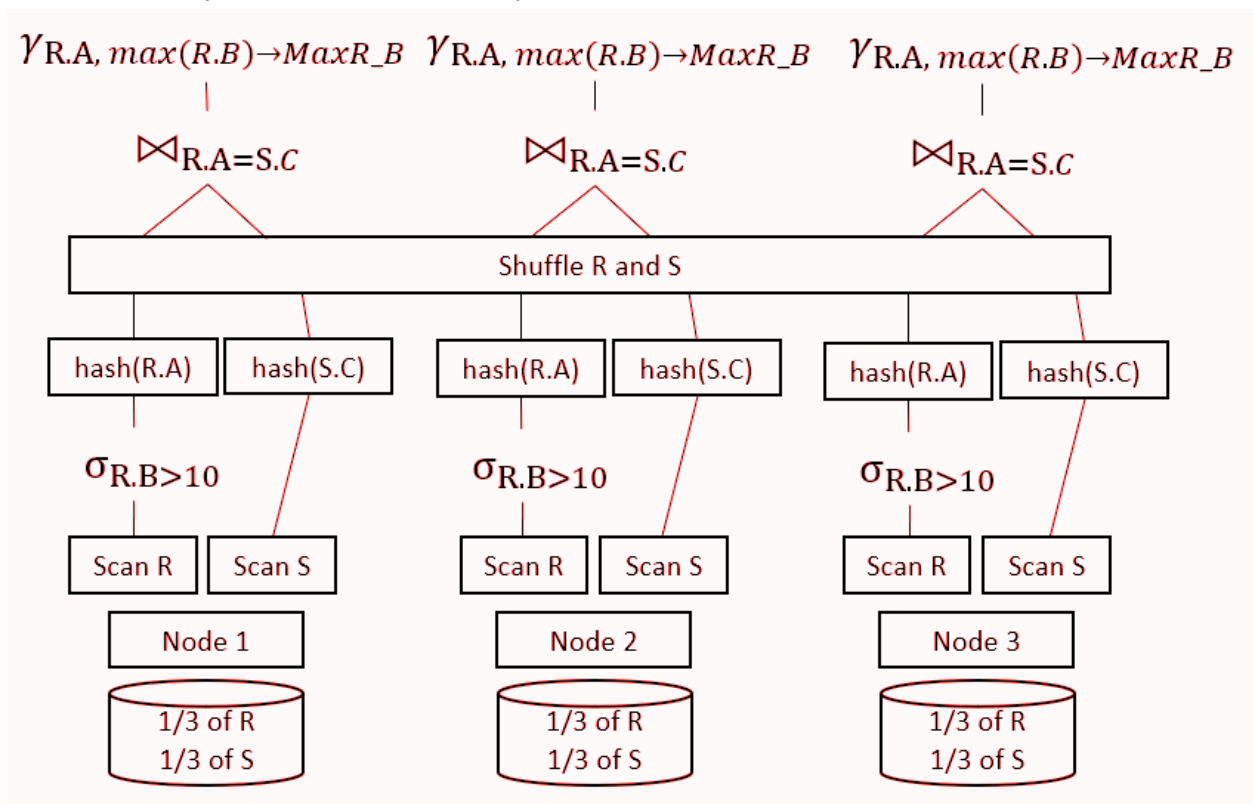 γR.A, max(R.B)→MaxR_B γR.A, max(R.B)→MaxR_B γR.A, max(R.B)→MaxR_B
⋈R.A=S.C ⋈R.A=S.C ⋈R.A=S.C
Shuffle R and S
hash(R.A) hash(S.C) hash(R.A) hash(S.C) hash(R.A) hash(S.C)
σR.B>10 σR.B>10 σR.B>10
Scan R Scan S Scan R Scan S Scan R Scan S
Node 1 Node 2 Node 3
1/3 of R 1/3 of R 1/3 of R
1/3 of S 1/3 of S 1/3 of S